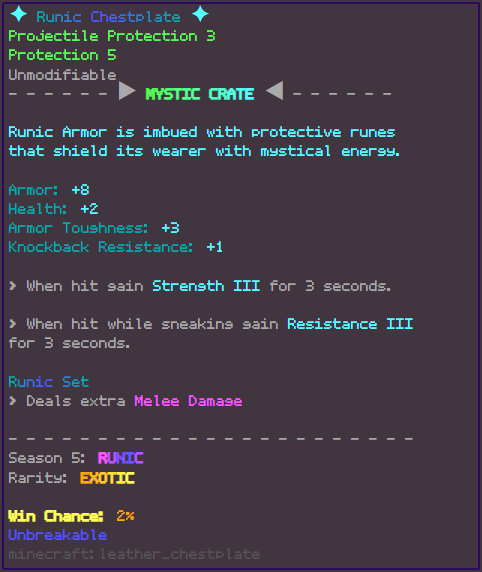 ✦ Runic Chestplate ✦
Projectile Protection 3
Protection 5
Unmodifiable
- - - - - - ▶ MYSTIC CRATE ◀ - - - - - -
Runic Armor is imbued with protective runes
that shield its wearer with mystical energy.
Armor: +8
Health: +2
Armor Toughness: +3
Knockback Resistance: +1
> When hit gain Strength III for 3 seconds.
> When hit while sneaking gain Resistance III
for 3 seconds.
Runic Set
> Deals extra Melee Damage
- - - - - - - - - - - - - - - - - - - - - - - -
Season 5: RUNIC
Rarity: EXOTIC
Win Chance: 2%
Unbreakable
minecraft:leather_chestplate